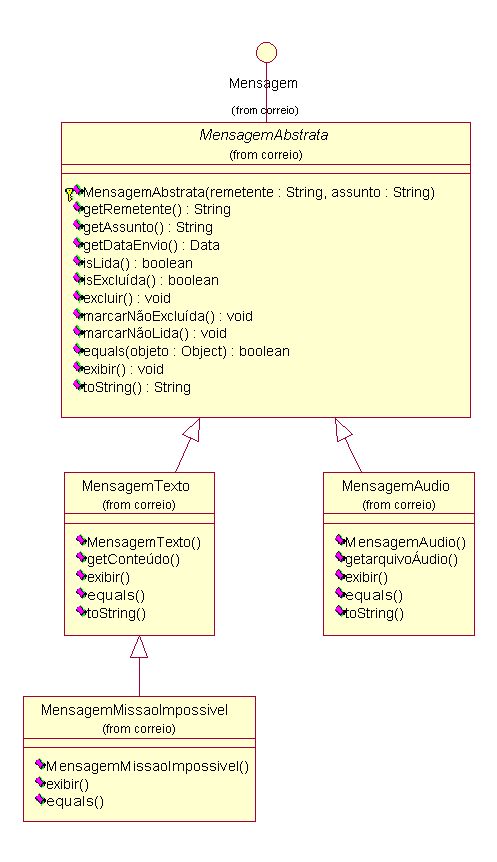 Mensagem
(from correio)
MensagemAbstrata
(from correio)
MensagemAbstrata(remetente : String, assunto : String)
getRemetente() : String
getAssunto() : String
getDataEnvio() : Data
isLida() : boolean
isExcluída() : boolean
excluir() : void
marcarNãoExcluída() : void
marcarNãoLida() : void
equals(objeto : Object) : boolean
exibir() : void
toString() : String
MensagemTexto
(from correio)
MensagemTexto()
getConteúdo()
exibir()
equals()
toString()
MensagemAudio
(from correio)
MensagemAudio()
getarquivoÁudio()
exibir()
equals()
toString()
MensagemMissaoImpossivel
(from correio)
MensagemMissaoImpossivel()
exibir()
equals()